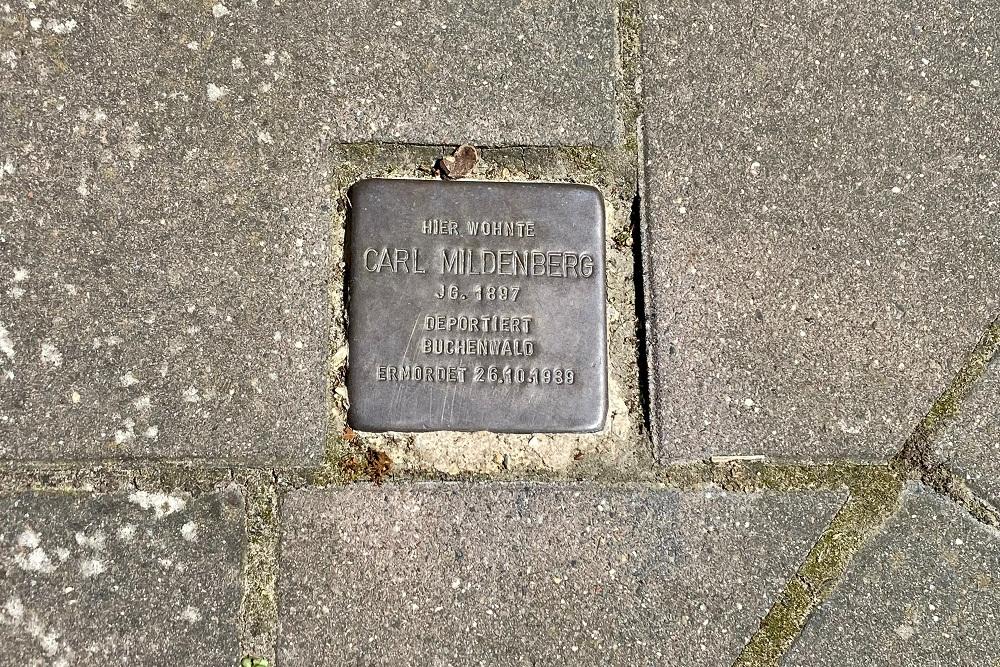 HIER WOHNTE
CARL MILDENBERG
JG. 1897
DEPORTIERT
BUCHENWALD
ERMORDET 26.10.1939